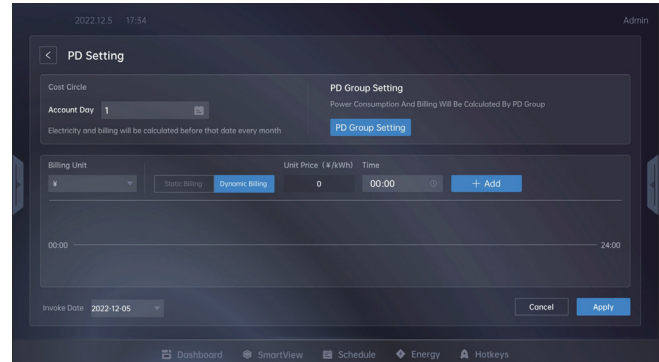 2022.12.5 17:54 Admin
< PD Setting
Cost Circle
Account Day 1
Electricity and billing will be calculated before that date every month
PD Group Setting
Power Consumption And Billing Will Be Calculated By PD Group
PD Group Setting
Billing Unit Unit Price (¥/kWh) Time
¥ Static Billing Dynamic Billing 0 00:00 + Add
00:00 24:00
Invoke Date 2022-12-05 Cancel Apply
Dashboard SmartView Schedule Energy Hotkeys